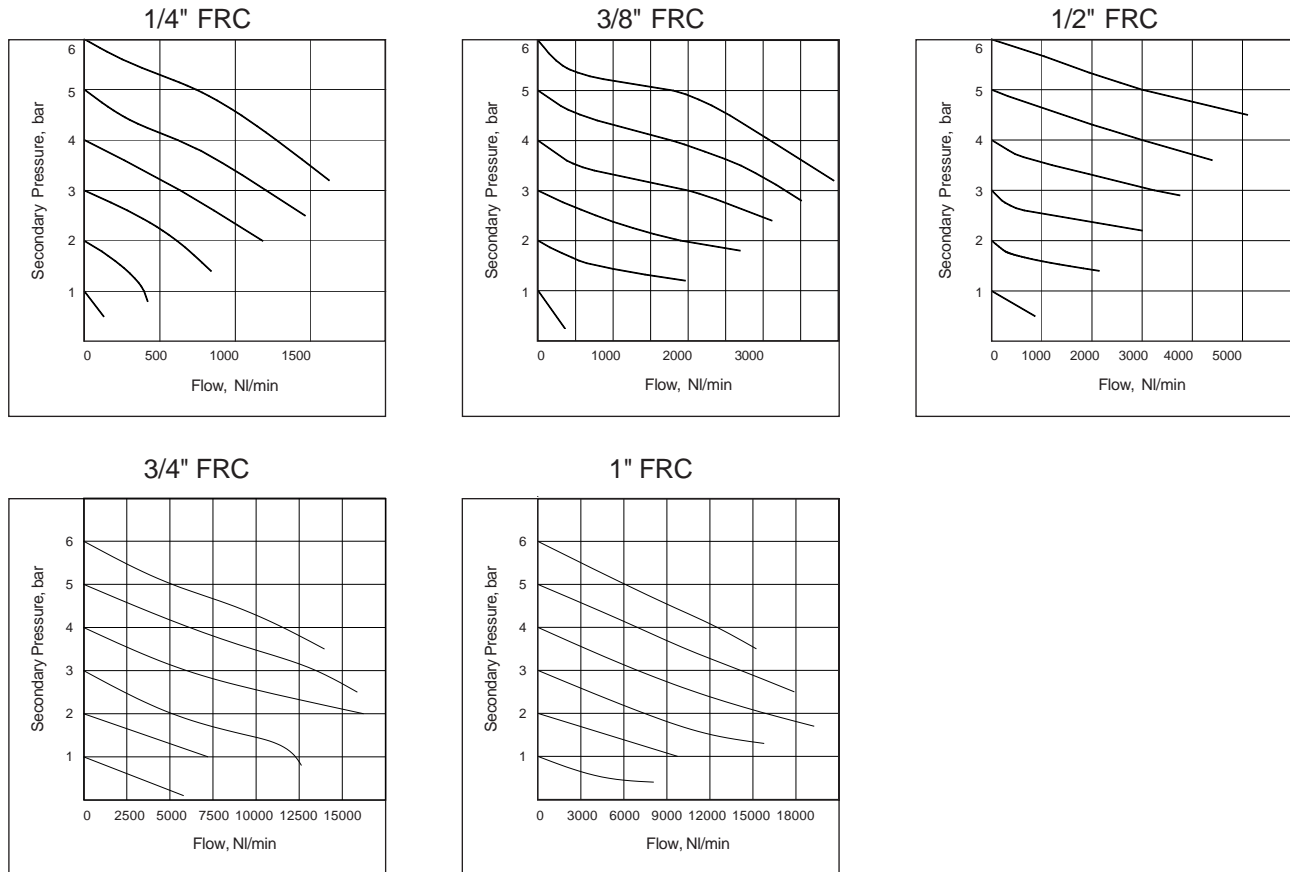 1/4" FRC
6
5
4
3
2
1
Secondary Pressure, bar
0 500 1000 1500
Flow, Nl/min
3/8" FRC
6
5
4
3
2
1
Secondary Pressure, bar
0 1000 2000 3000
Flow, Nl/min
1/2" FRC
6
5
4
3
2
1
Secondary Pressure, bar
0 1000 2000 3000 4000 5000
Flow, Nl/min
3/4" FRC
6
5
4
3
2
1
Secondary Pressure, bar
0 2500 5000 7500 10000 12500 15000
Flow, Nl/min
1" FRC
6
5
4
3
2
1
Secondary Pressure, bar
0 3000 6000 9000 12000 15000 18000
Flow, Nl/min